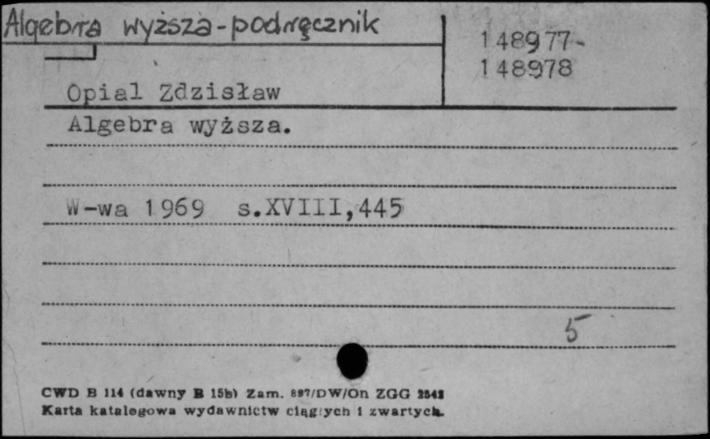 Algebra wyższa-podręcznik
148977-
148978
Opial Zdzisław
Algebra wyższa.
W-wa 1969 s.XVIII,445
5
CWD B 114 (dawny B 15b) Zam. 897/DW/On ZGG
Karta katalogowa wydawnictw ciągłych i zwartych.